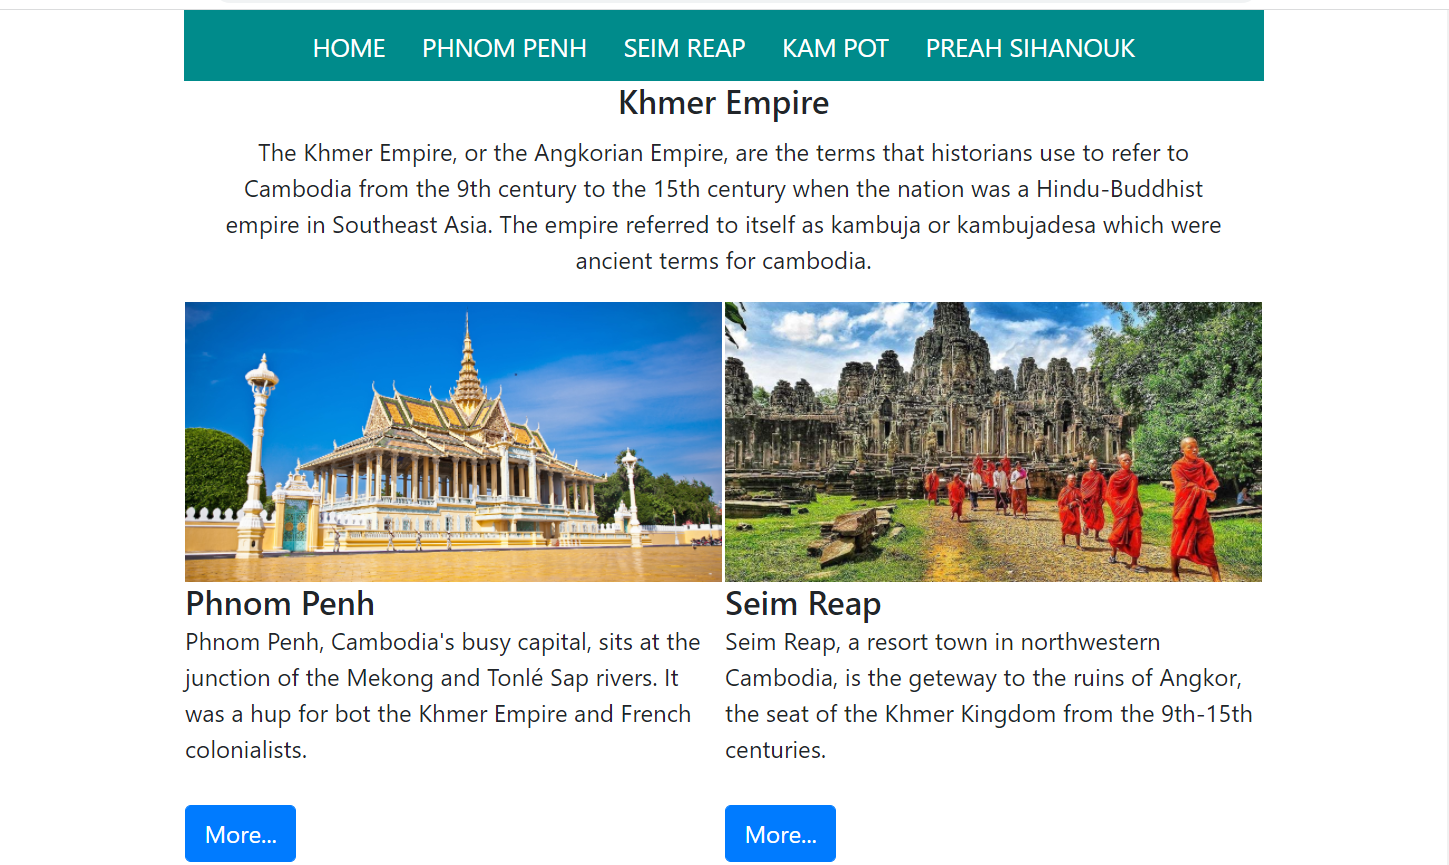 HOME PHNOM PENH SEIM REAP KAM POT PREAH SIHANOUK
Khmer Empire
The Khmer Empire, or the Angkorian Empire, are the terms that historians use to refer to
Cambodia from the 9th century to the 15th century when the nation was a Hindu-Buddhist
empire in Southeast Asia. The empire referred to itself as kambuja or kambujadesa which were
ancient terms for cambodia.
Phnom Penh
Phnom Penh, Cambodia's busy capital, sits at the
junction of the Mekong and Tonlé Sap rivers. It
was a hup for bot the Khmer Empire and French
colonialists.
More...
Seim Reap
Seim Reap, a resort town in northwestern
Cambodia, is the geteway to the ruins of Angkor,
the seat of the Khmer Kingdom from the 9th-15th
centuries.
More...